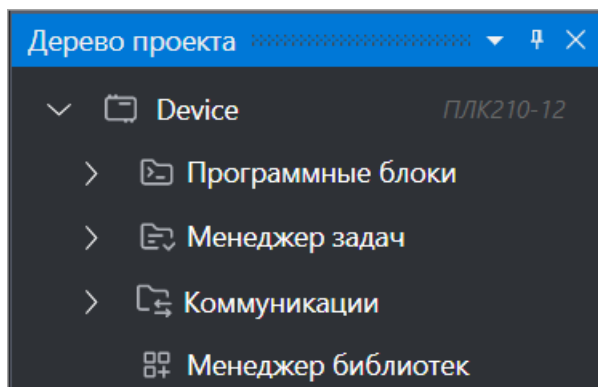 Дерево проекта
Device ПЛК210-12
Программные блоки
Менеджер задач
Коммуникации
Менеджер библиотек